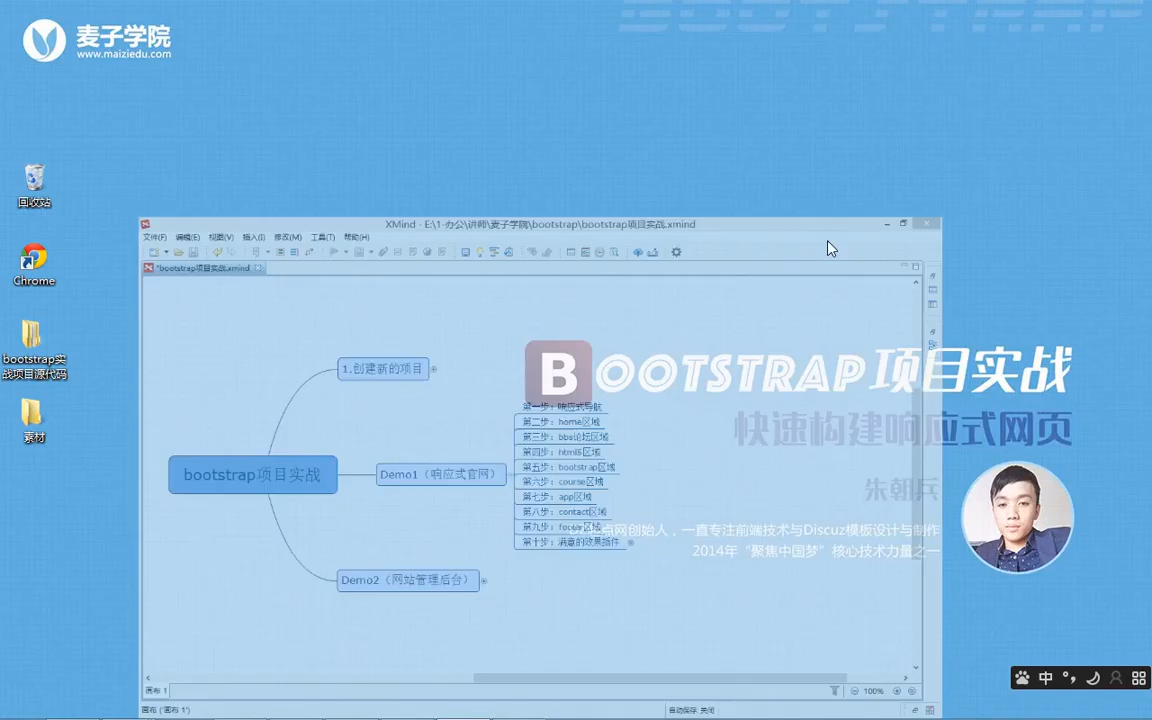 BOOTSTRAP
麦子学院
www.maiziedu.com
回收站
Chrome
bootstrap实
战项目源代码
素材
XMind - E:\1-办公\讲师\麦子学院\bootstrap\bootstrap项目实战.xmind
文件(F) 编辑(E) 视图(V) 插入(I) 修改(M) 工具(T) 帮助(H)
*bootstrap项目实战.xmind
1.创建新的项目
bootstrap项目实战
Demo1（响应式官网）
Demo2（网站管理后台）
第一步：响应式导航
第二步：home区域
第三步：bbs论坛区域
第四步：html5区域
第五步：bootstrap区域
第六步：course区域
第七步：app区域
第八步：contact区域
第九步：footer区域
第十步：满意的效果插件
BOOTSTRAP项目实战
快速构建响应式网页
朱朝兵
点网创始人，一直专注前端技术与Discuz模板设计与制作
2014年“聚焦中国梦”核心技术力量之一
画布 1
100%
画布 ('画布 1')
自动保存: 关闭
中